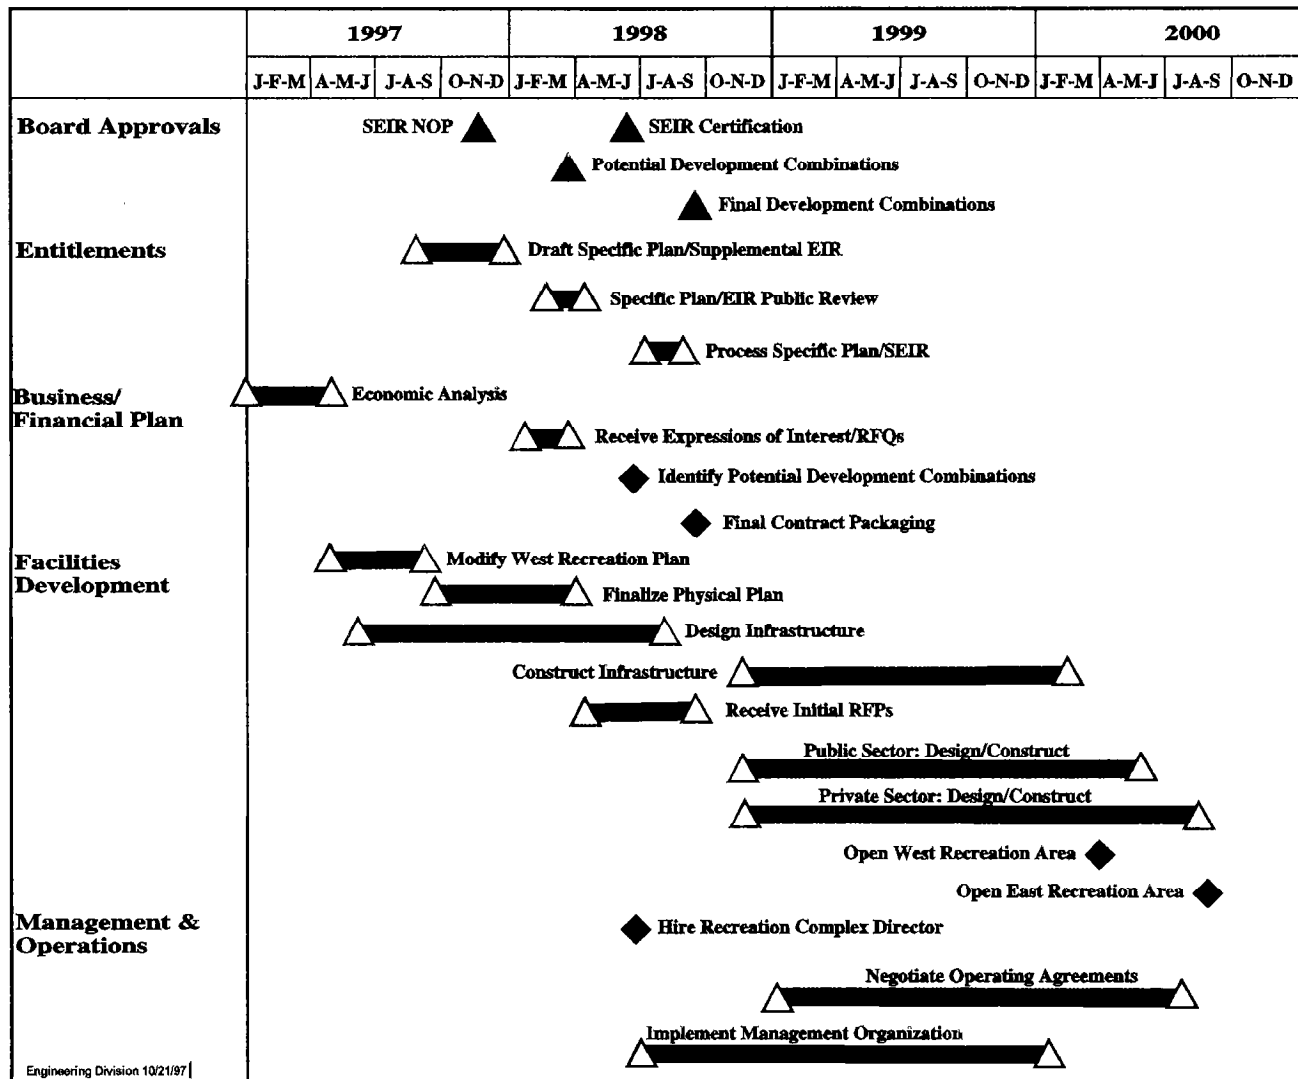 1997 1998 1999 2000
J-F-M A-M-J J-A-S O-N-D J-F-M A-M-J J-A-S O-N-D J-F-M A-M-J J-A-S O-N-D J-F-M A-M-J J-A-S O-N-D
Board Approvals
SEIR NOP
SEIR Certification
Potential Development Combinations
Final Development Combinations
Entitlements
Draft Specific Plan/Supplemental EIR
Specific Plan/EIR Public Review
Process Specific Plan/SEIR
Business/
Financial Plan
Economic Analysis
Receive Expressions of Interest/RFQs
Identify Potential Development Combinations
Final Contract Packaging
Facilities
Development
Modify West Recreation Plan
Finalize Physical Plan
Design Infrastructure
Construct Infrastructure
Receive Initial RFPs
Public Sector: Design/Construct
Private Sector: Design/Construct
Open West Recreation Area
Open East Recreation Area
Management &
Operations
Hire Recreation Complex Director
Negotiate Operating Agreements
Implement Management Organization
Engineering Division 10/21/97